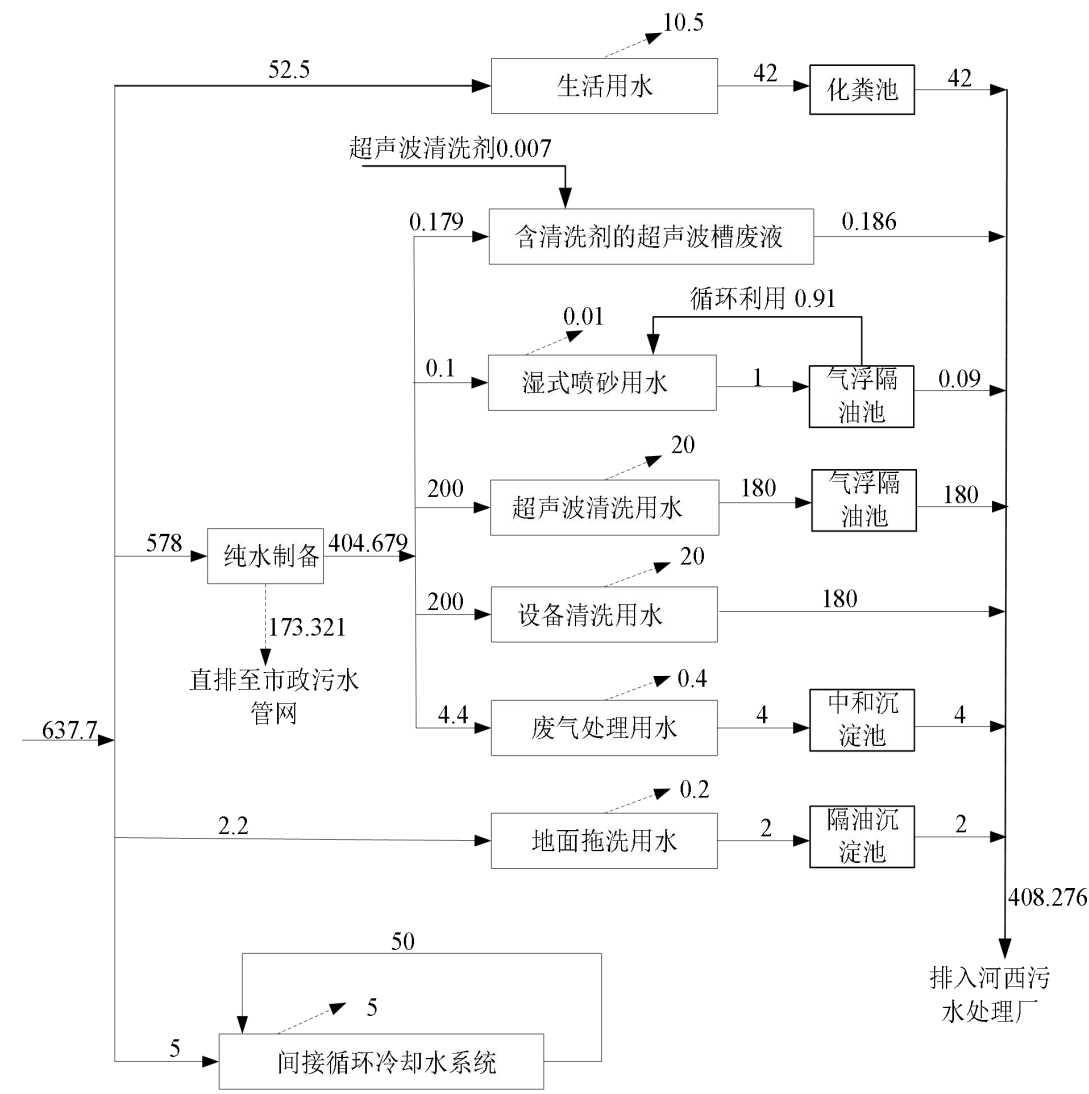 10.5
52.5
生活用水
42
化粪池
42
超声波清洗剂0.007
0.179
含清洗剂的超声波槽废液
0.186
循环利用 0.91
0.01
0.1
湿式喷砂用水
1
气浮隔
油池
0.09
20
200
超声波清洗用水
180
气浮隔
油池
180
578
纯水制备
404.679
20
200
设备清洗用水
180
173.321
直排至市政污水
管网
0.4
4.4
废气处理用水
4
中和沉
淀池
4
637.7
0.2
2.2
地面拖洗用水
2
隔油沉
淀池
2
408.276
排入河西污
水处理厂
50
5
5
间接循环冷却水系统